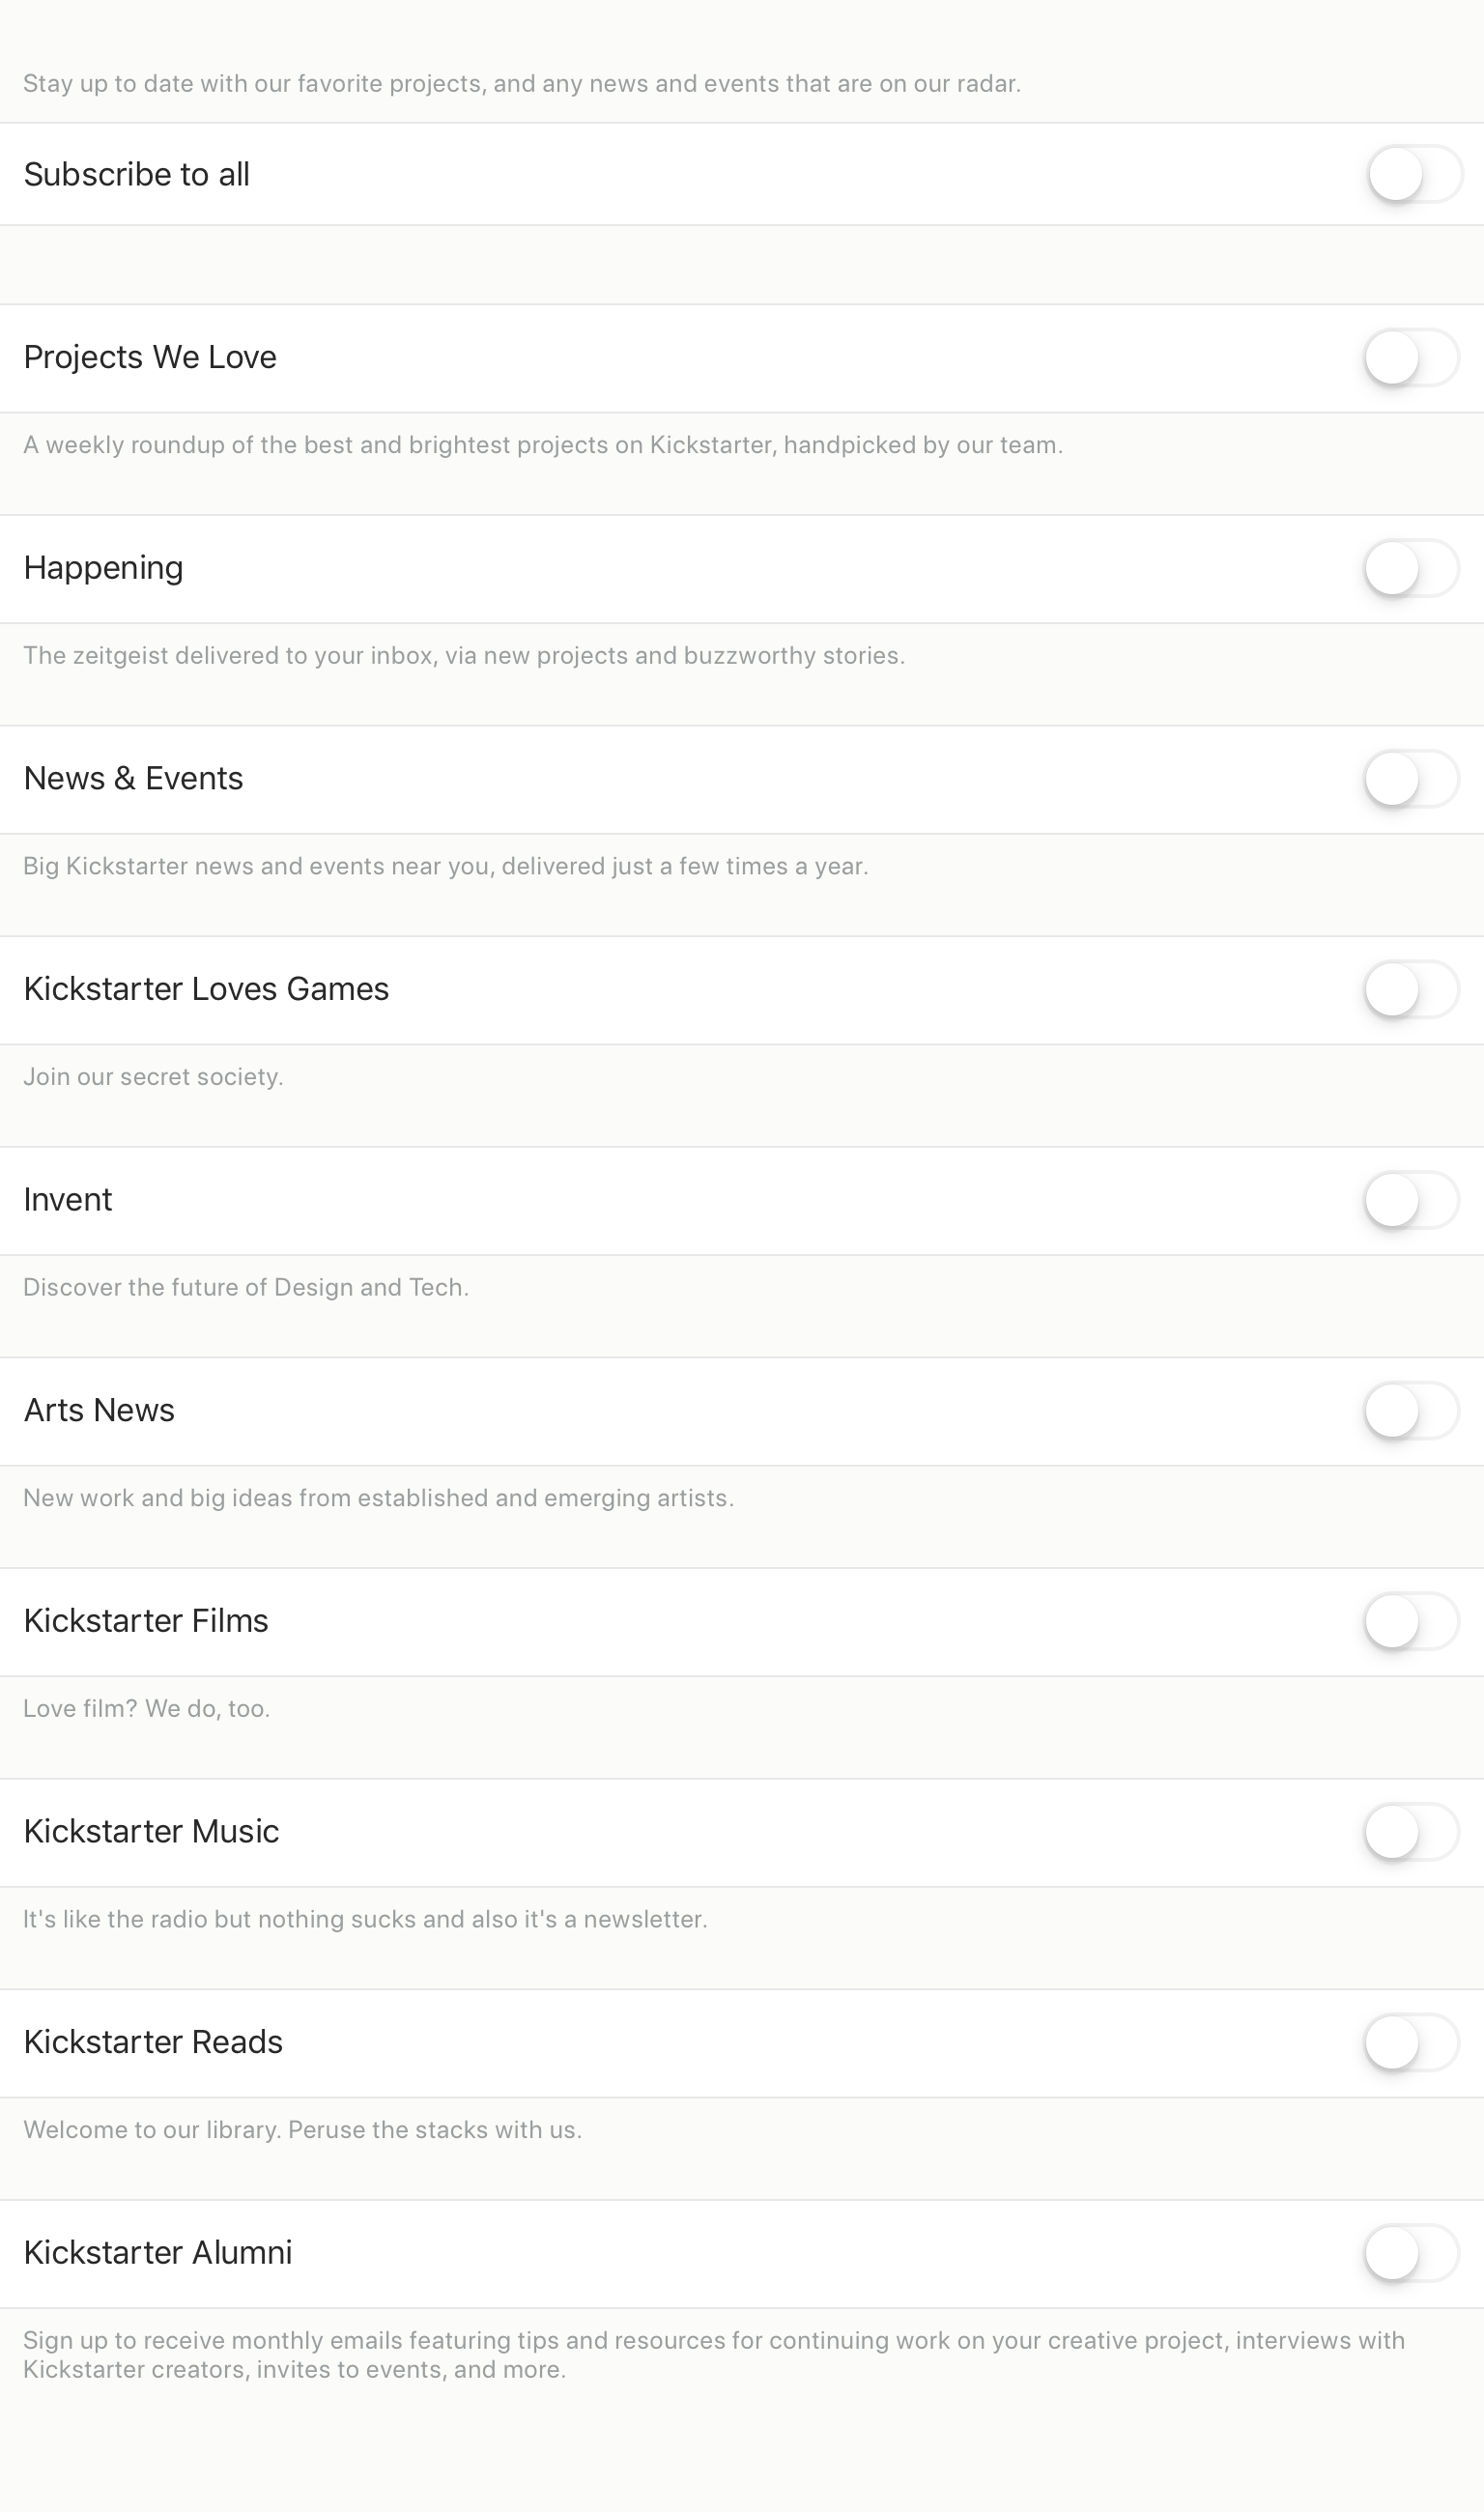 Stay up to date with our favorite projects, and any news and events that are on our radar.
Subscribe to all
Projects We Love
A weekly roundup of the best and brightest projects on Kickstarter, handpicked by our team.
Happening
The zeitgeist delivered to your inbox, via new projects and buzzworthy stories.
News & Events
Big Kickstarter news and events near you, delivered just a few times a year.
Kickstarter Loves Games
Join our secret society.
Invent
Discover the future of Design and Tech.
Arts News
New work and big ideas from established and emerging artists.
Kickstarter Films
Love film? We do, too.
Kickstarter Music
It's like the radio but nothing sucks and also it's a newsletter.
Kickstarter Reads
Welcome to our library. Peruse the stacks with us.
Kickstarter Alumni
Sign up to receive monthly emails featuring tips and resources for continuing work on your creative project, interviews with
Kickstarter creators, invites to events, and more.